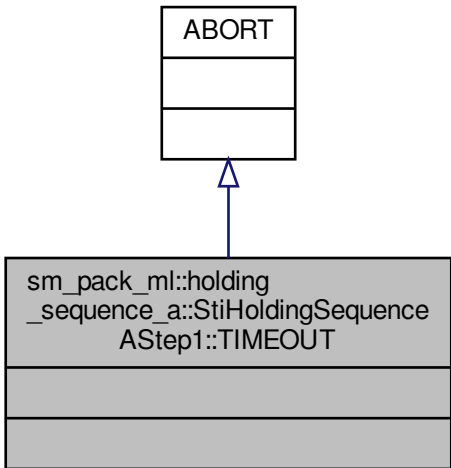 ABORT
sm_pack_ml::holding
_sequence_a::StiHoldingSequence
AStep1::TIMEOUT